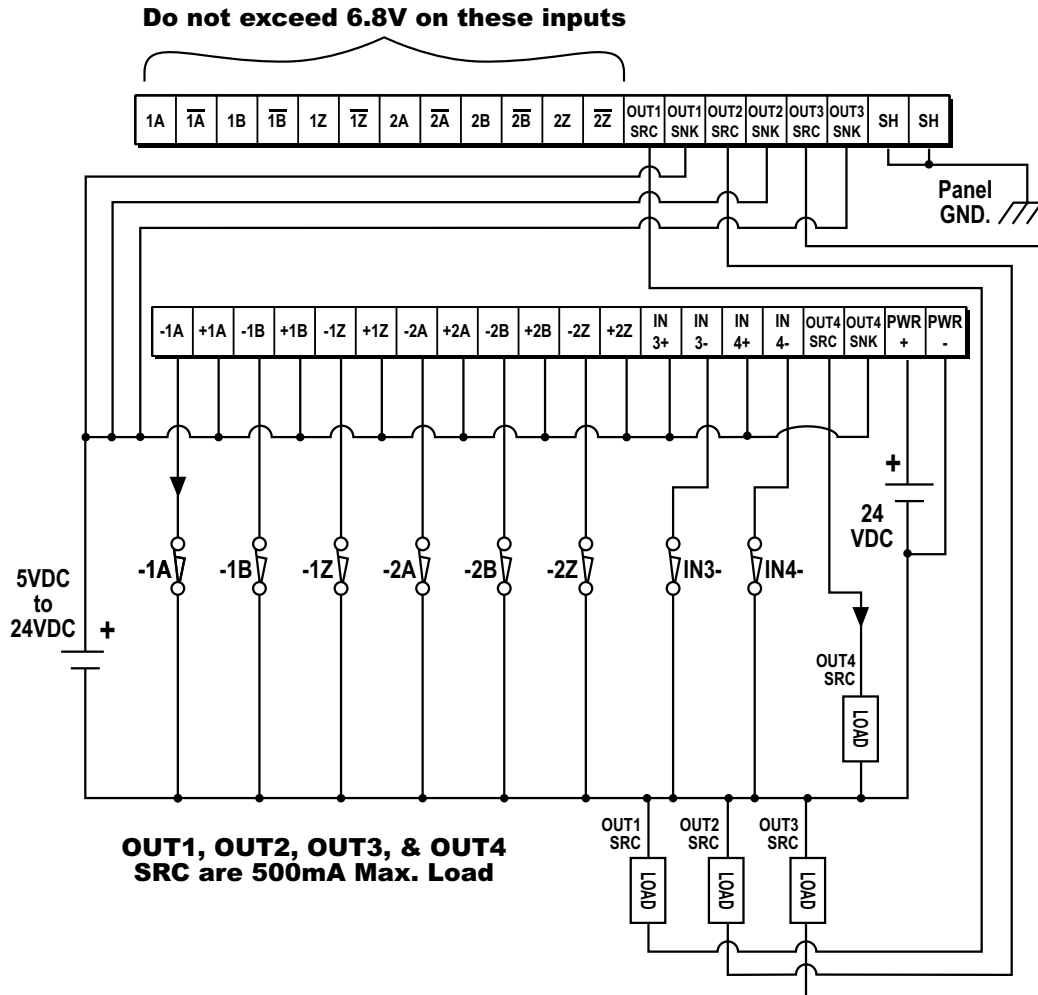 Do not exceed 6.8V on these inputs
1A 1A̅ 1B 1B̅ 1Z 1Z̅ 2A 2A̅ 2B 2B̅ 2Z 2Z̅ OUT1 SRC OUT1 SNK OUT2 SRC OUT2 SNK OUT3 SRC OUT3 SNK SH SH
Panel
GND.
-1A +1A -1B +1B -1Z +1Z -2A +2A -2B +2B -2Z +2Z IN 3+ IN 3- IN 4+ IN 4- OUT4 SRC OUT4 SNK PWR + PWR -
+
24
VDC
-1A -1B -1Z -2A -2B -2Z IN3- IN4-
5VDC
to
24VDC
+
OUT4
SRC
LOAD
OUT1, OUT2, OUT3, & OUT4
SRC are 500mA Max. Load
OUT1
SRC
LOAD
OUT2
SRC
LOAD
OUT3
SRC
LOAD